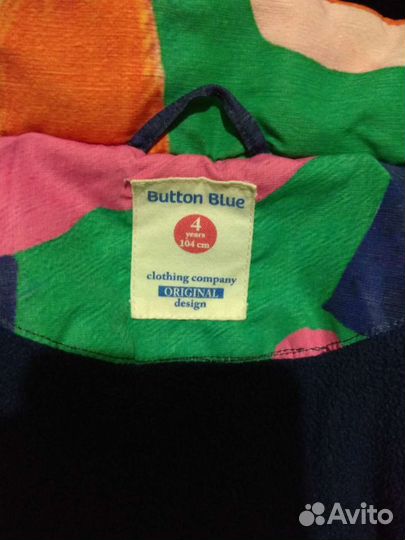 Button Blue
4
years
104 cm
clothing company
ORIGINAL
design
Avito